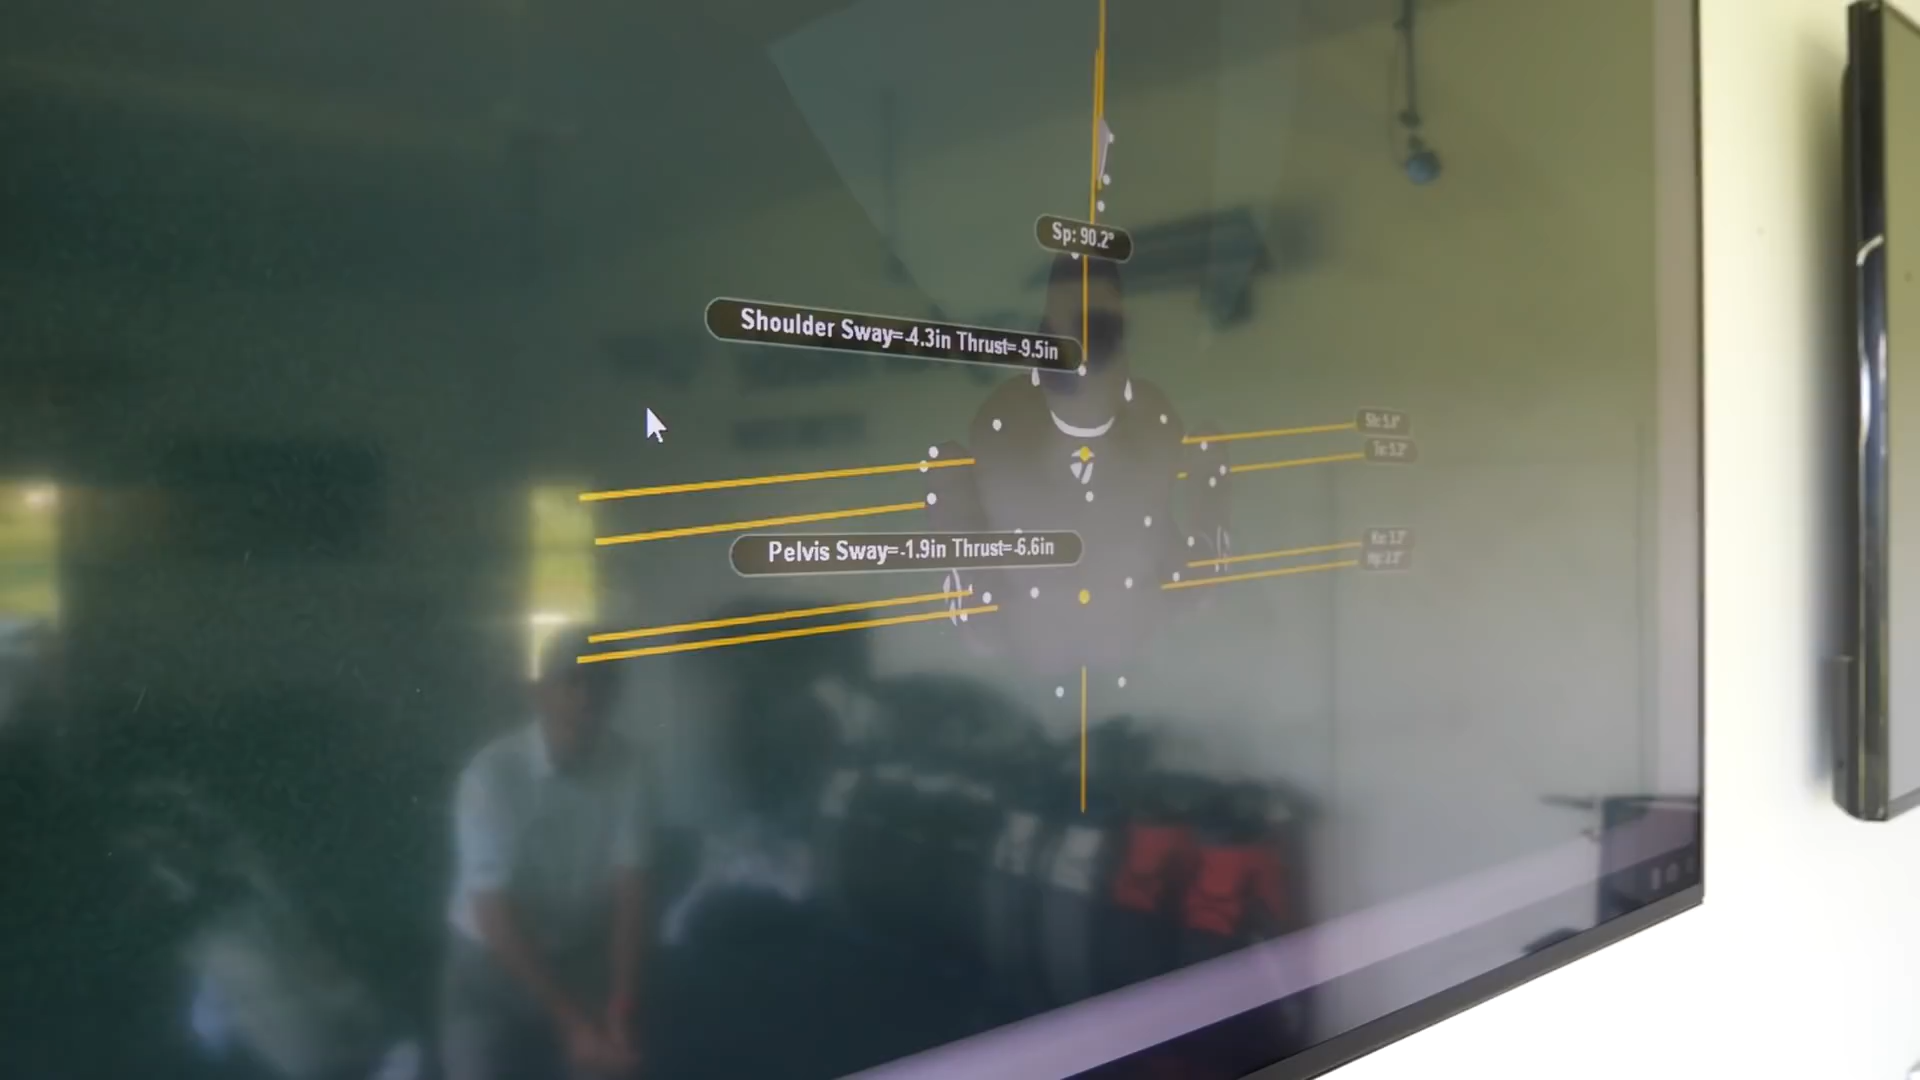 Sp: 90.2°
Shoulder Sway=-4.3in Thrust=-9.5in
Pelvis Sway=-1.9in Thrust=-6.6in